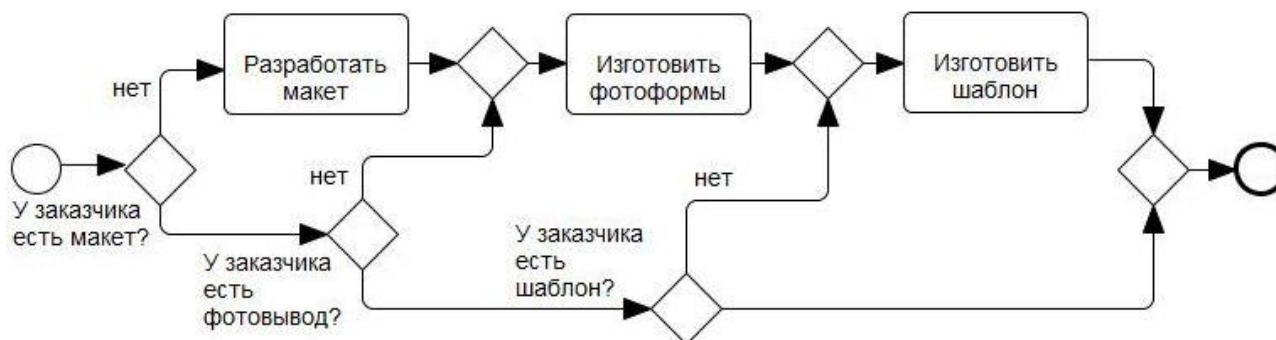 Разработать
макет
Изготовить
фотоформы
Изготовить
шаблон
нет
У заказчика
есть макет?
нет
У заказчика
есть
фотовывод?
нет
У заказчика
есть
шаблон?